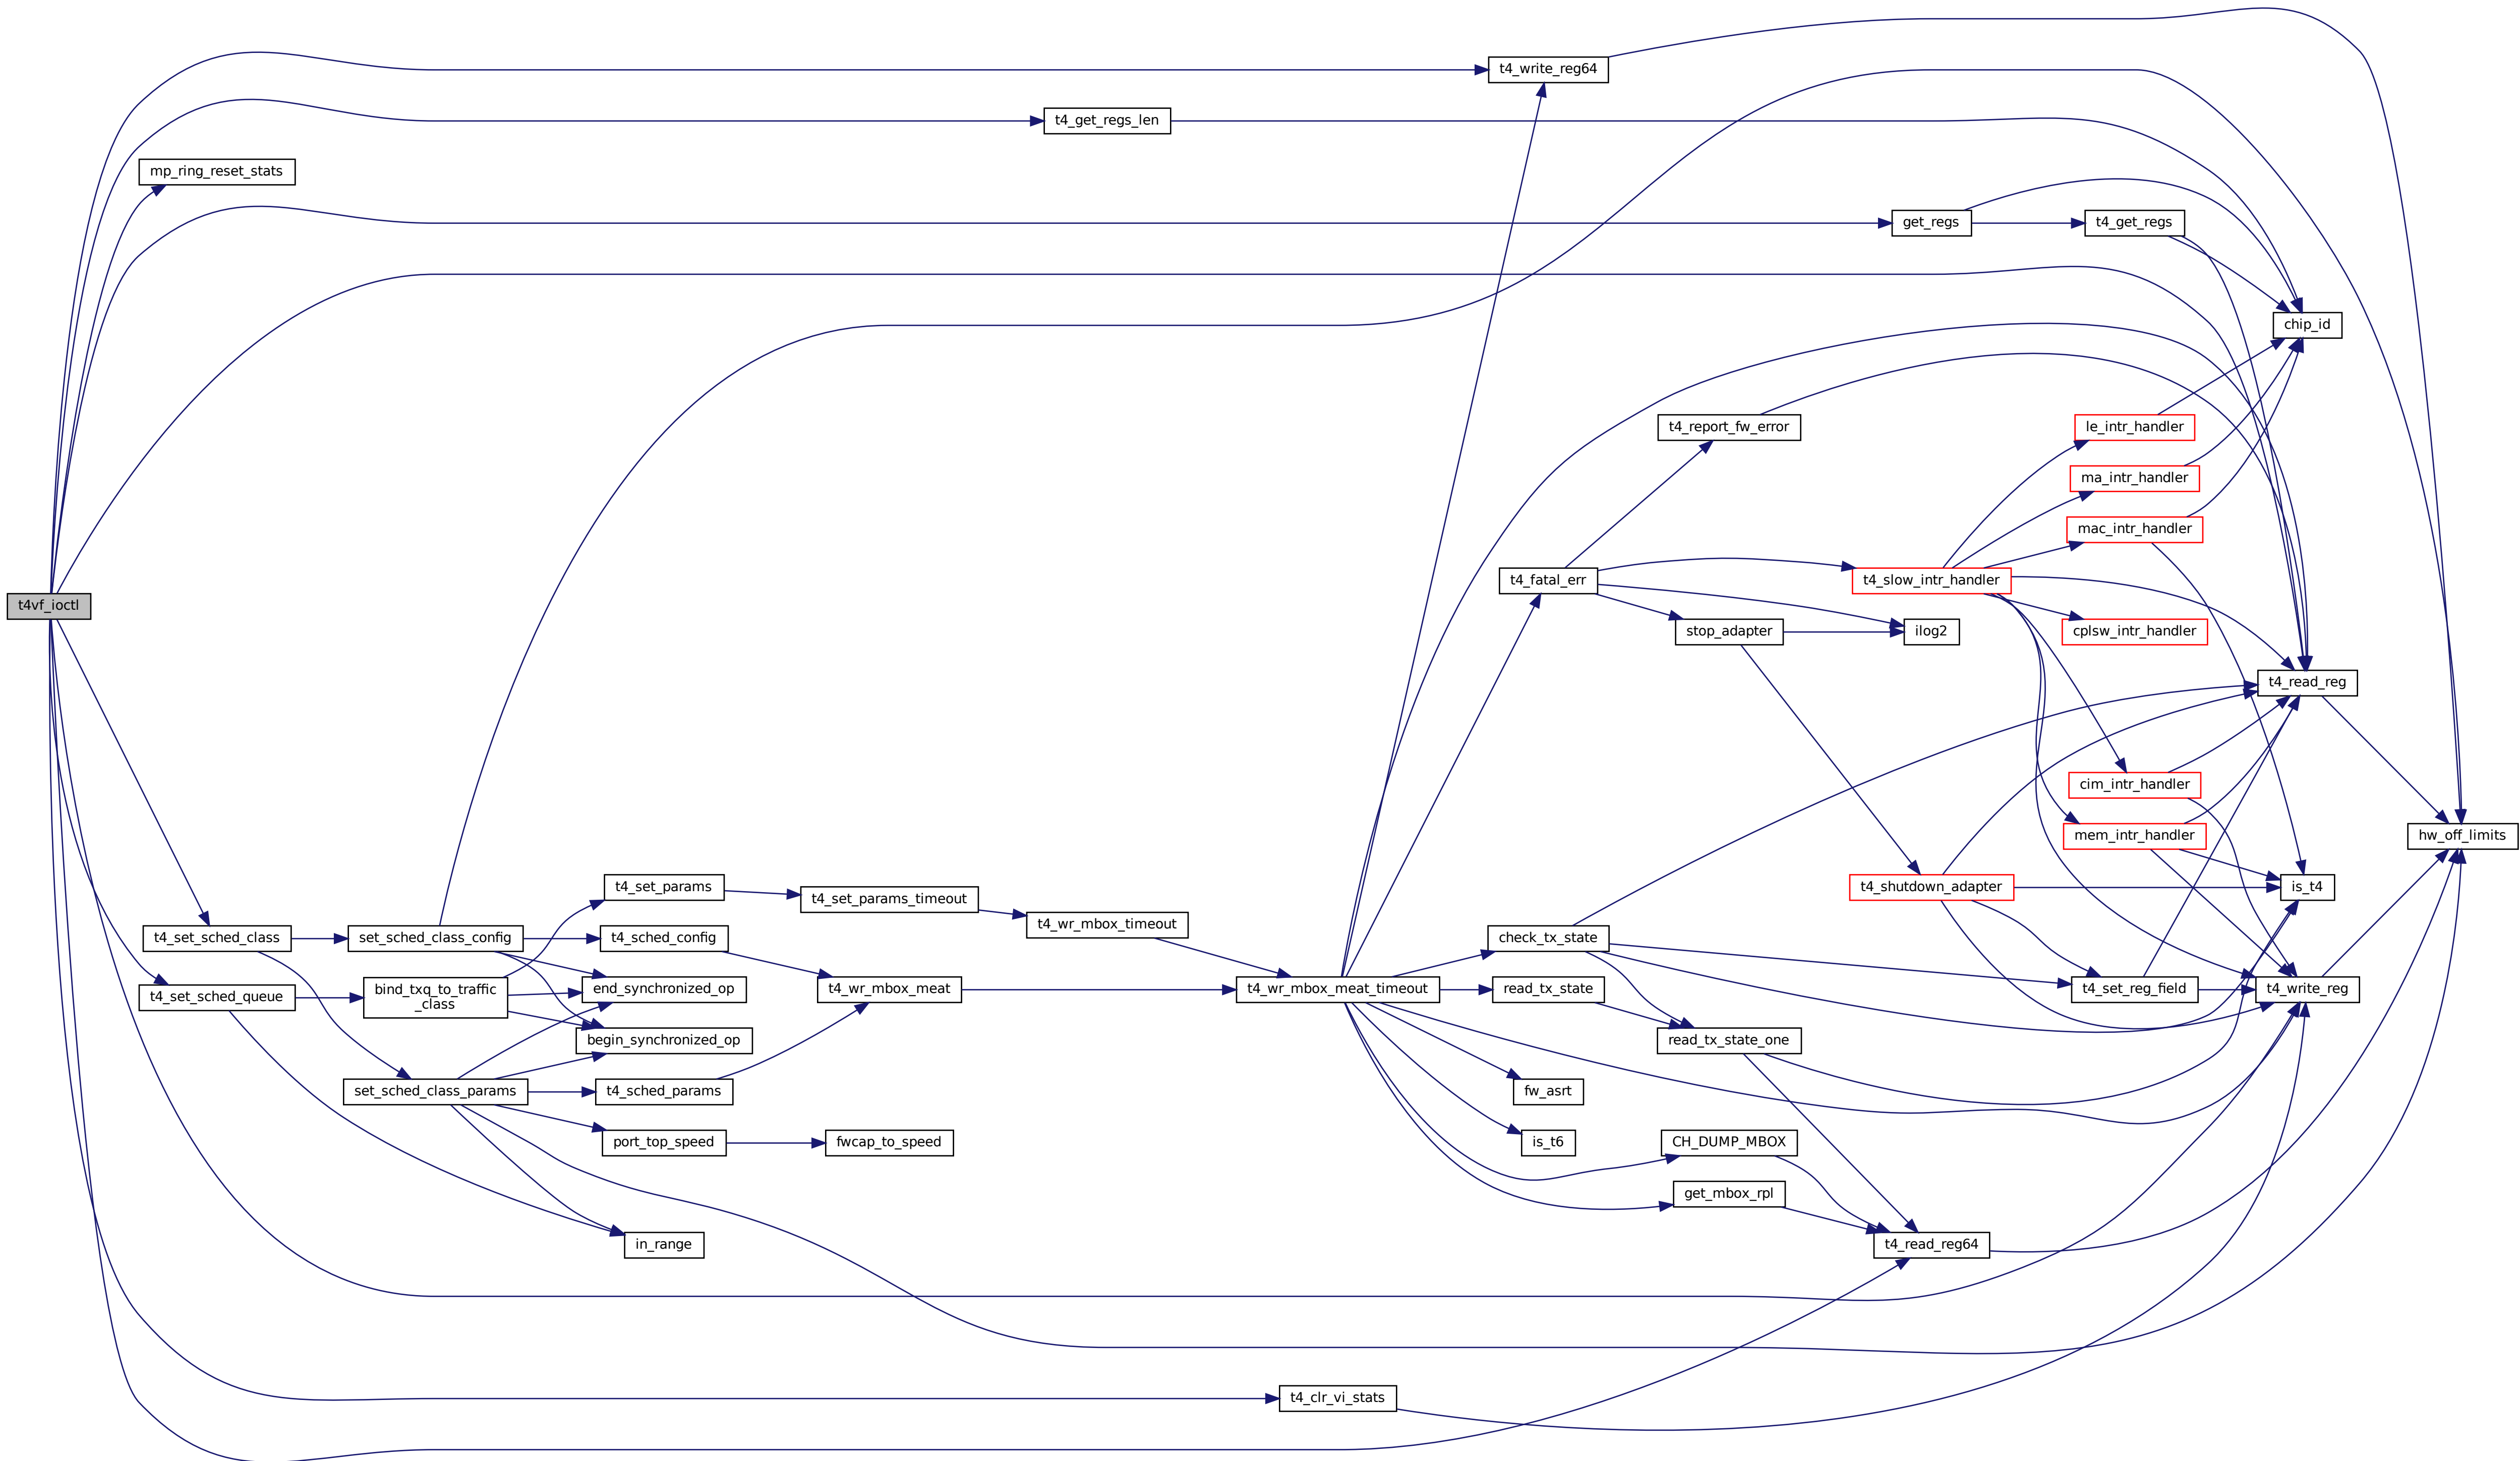 t4_write_reg64
t4_get_regs_len
mp_ring_reset_stats
get_regs
t4_get_regs
chip_id
t4_report_fw_error
le_intr_handler
ma_intr_handler
mac_intr_handler
t4_fatal_err
t4_slow_intr_handler
t4vf_ioctl
stop_adapter
ilog2
cplsw_intr_handler
t4_read_reg
cim_intr_handler
mem_intr_handler
hw_off_limits
t4_set_params
t4_set_params_timeout
t4_shutdown_adapter
is_t4
t4_wr_mbox_timeout
t4_set_sched_class
set_sched_class_config
t4_sched_config
check_tx_state
t4_set_sched_queue
bind_txq_to_traffic
_class
end_synchronized_op
t4_wr_mbox_meat
t4_wr_mbox_meat_timeout
read_tx_state
t4_set_reg_field
t4_write_reg
begin_synchronized_op
read_tx_state_one
set_sched_class_params
t4_sched_params
fw_asrt
port_top_speed
fwcap_to_speed
is_t6
CH_DUMP_MBOX
get_mbox_rpl
in_range
t4_read_reg64
t4_clr_vi_stats